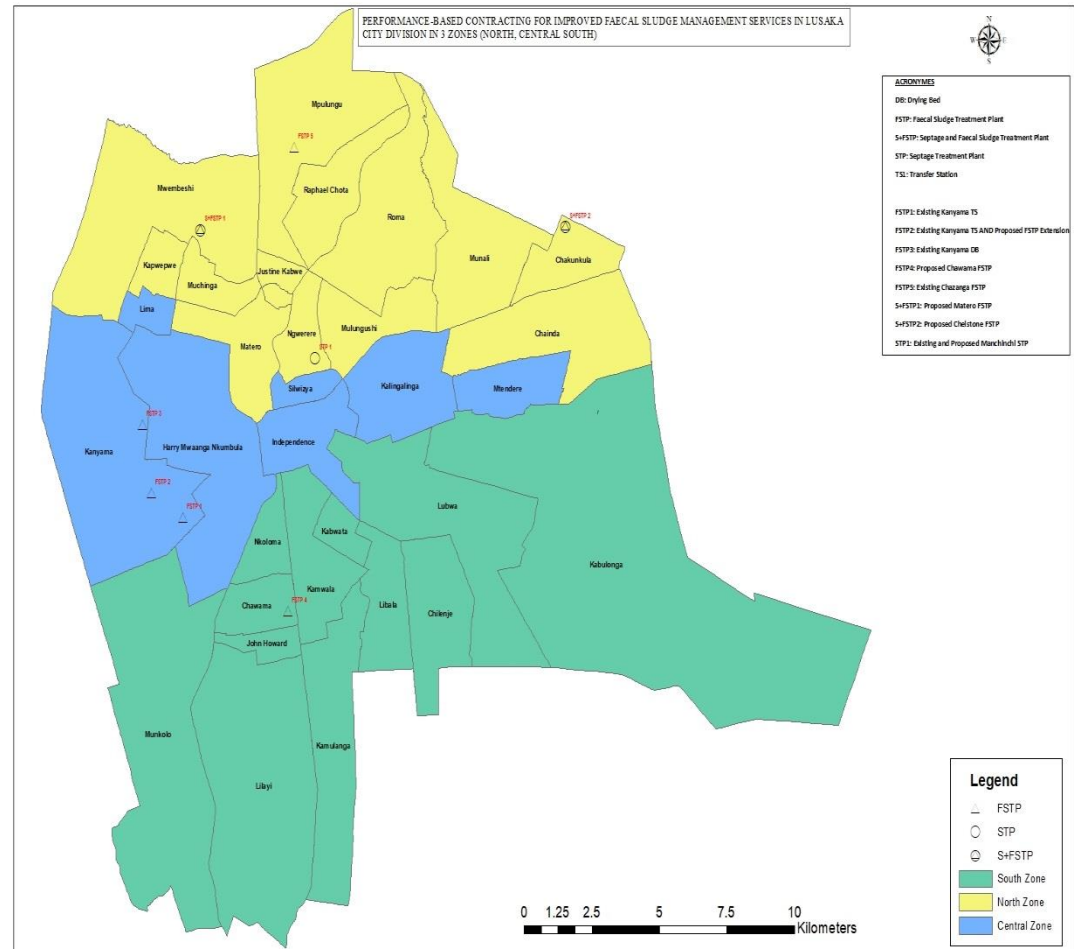 PERFORMANCE-BASED CONTRACTING FOR IMPROVED FAECAL SLUDGE MANAGEMENT SERVICES IN LUSAKA
CITY DIVISION IN 3 ZONES (NORTH, CENTRAL SOUTH)
N
W E
S
ACRONYMES
DB: Drying Bed
FSTP: Faecal Sludge Treatment Plant
S+FSTP: Septage and Faecal Sludge Treatment Plant
STP: Septage Treatment Plant
TS1: Transfer Station
FSTP1: Existing Kanyama TS
FSTP2: Existing Kanyama TS AND Proposed FSTP Extension
FSTP3: Existing Kanyama DB
FSTP4: Proposed Chawama FSTP
FSTP5: Existing Chazanga FSTP
S+FSTP1: Proposed Matero FSTP
S+FSTP2: Proposed Chelstone FSTP
STP1: Existing and Proposed Manchinchi STP
Mpulungu
FSTP 5
Raphael Chota
Mwembeshi
Roma
S+FSTP 1
S+FSTP 2
Munali
Chakunkula
Kapwepwe
Justine Kabwe
Muchinga
Lima
Ngwerere
Mulungushi
Chainda
Matero
STP 1
Silwizya
Kalingalinga
Mtendere
FSTP 3
Kanyama
Harry Mwaanga Nkumbula
Independence
FSTP 2
FSTP 1
Lubwa
Kabwata
Nkoloma
Kabulonga
Kamwala
Chawama
FSTP 4
Libala
Chilenje
John Howard
Munkolo
Kamulanga
Lilayi
Legend
FSTP
STP
S+FSTP
South Zone
North Zone
Central Zone
0 1.25 2.5 5 7.5 10
Kilometers